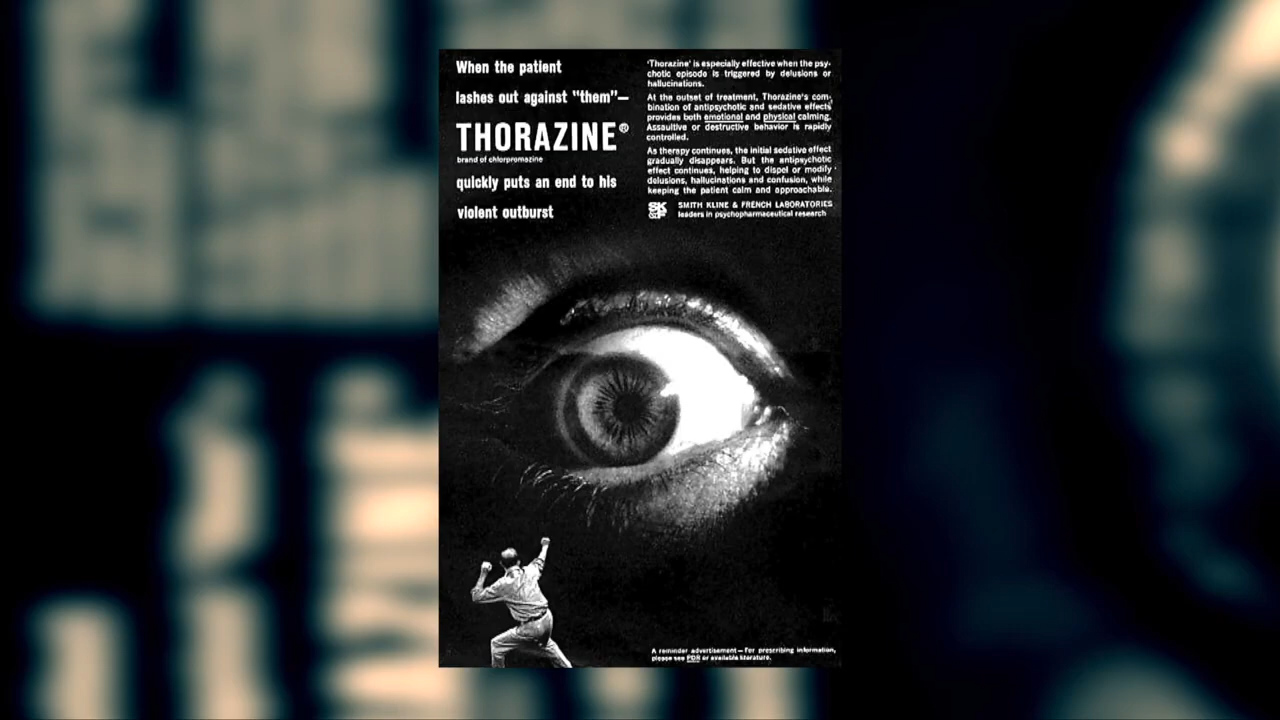 When the patient
lashes out against "them"—
THORAZINE®
brand of chlorpromazine
quickly puts an end to his
violent outburst
'Thorazine' is especially effective when the psy-
chotic episode is triggered by delusions or
hallucinations.
At the outset of treatment, Thorazine's com-
bination of antipsychotic and sedative effects
provides both emotional and physical calming.
Assaultive or destructive behavior is rapidly
controlled.
As therapy continues, the initial sedative effect
gradually disappears. But the antipsychotic
effect continues, helping to dispel or modify
delusions, hallucinations and confusion, while
keeping the patient calm and approachable.
SK
&F
SMITH KLINE & FRENCH LABORATORIES
leaders in psychopharmaceutical research
A reminder advertisement—For prescribing information,
please see PDR or available literature.